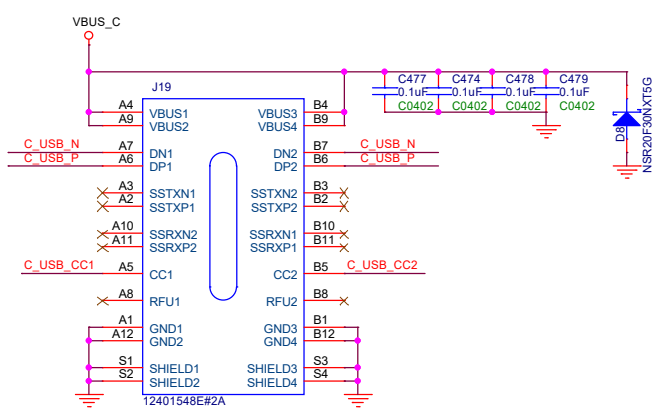 VBUS_C
J19
C477
C474
C478
C479
0.1uF
0.1uF
0.1uF
0.1uF
C0402
C0402
C0402
C0402
D8
NSR20F30NXT5G
A4 VBUS1 VBUS3 B4
A9 VBUS2 VBUS4 B9
C_USB_N A7 DN1 DN2 B7 C_USB_N
C_USB_P A6 DP1 DP2 B6 C_USB_P
A3 SSTXN1 SSTXN2 B3
A2 SSTXP1 SSTXP2 B2
A10 SSRXN2 SSRXN1 B10
A11 SSRXP2 SSRXP1 B11
C_USB_CC1 A5 CC1 CC2 B5 C_USB_CC2
A8 RFU1 RFU2 B8
A1 GND1 GND3 B1
A12 GND2 GND4 B12
S1 SHIELD1 SHIELD3 S3
S2 SHIELD2 SHIELD4 S4
12401548E#2A